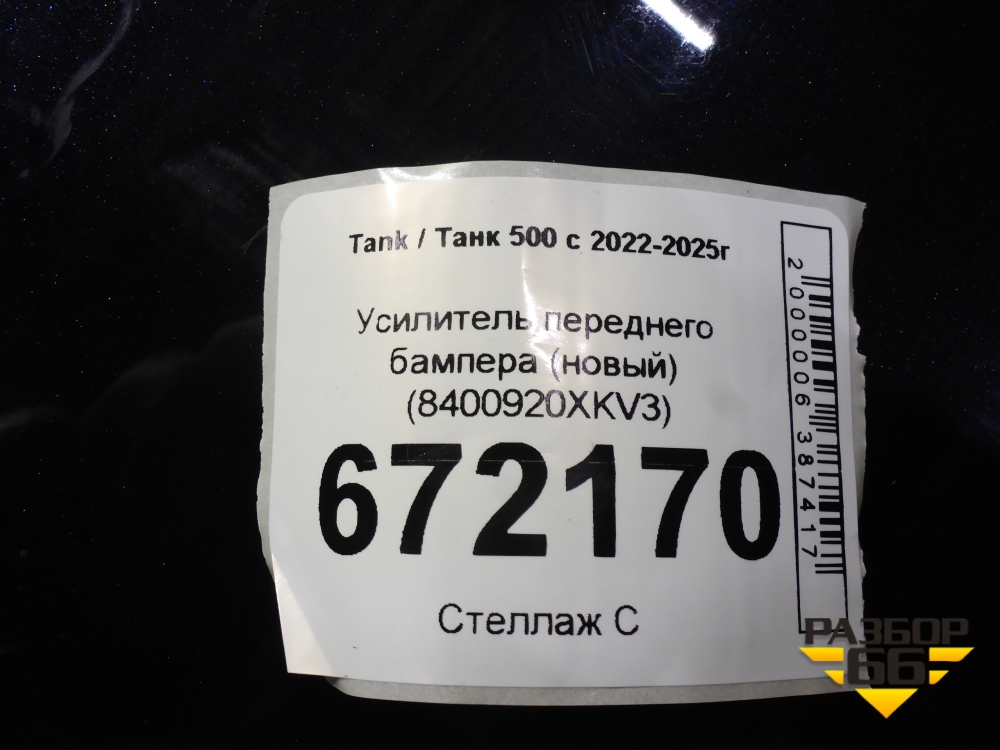 Tank / Танк 500 с 2022-2025г
Усилитель переднего
бампера (новый)
(8400920XKV3)
672170
Стеллаж С
2000006387417
РАЗБОР
66